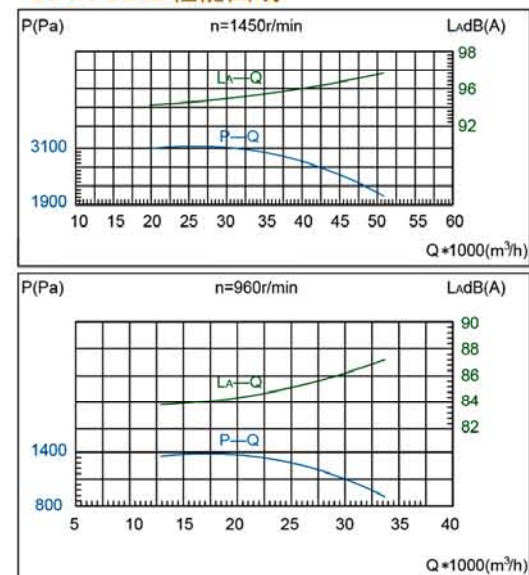 P(Pa) n=1450r/min LAdB(A)
98
LA—Q
96
92
P—Q
3100
1900
10 15 20 25 30 35 40 45 50 55 60
Q*1000(m³/h)
P(Pa) n=960r/min LAdB(A)
90
88
LA—Q 86
84
82
P—Q
1400
800
5 10 15 20 25 30 35 40
Q*1000(m³/h)